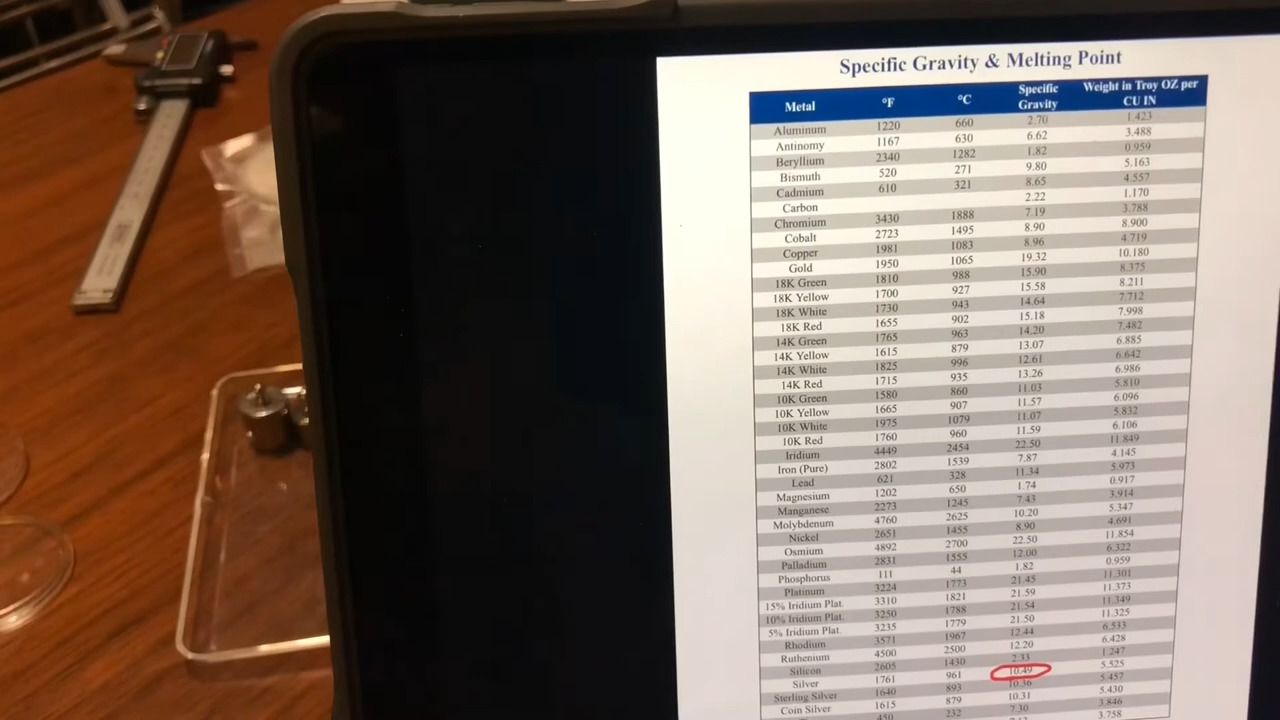 Specific Gravity & Melting Point
Metal °F °C Specific Gravity Weight in Troy OZ per CU IN
Aluminum 1220 660 2.70 1.423
Antinomy 1167 630 6.62 3.488
Beryllium 2340 1282 1.82 0.959
Bismuth 520 271 9.80 5.163
Cadmium 610 321 8.65 4.557
Carbon 2.22 1.170
Chromium 3430 1888 7.19 3.788
Cobalt 2723 1495 8.90 8.900
Copper 1981 1083 8.96 4.719
Gold 1950 1065 19.32 10.180
18K Green 1810 988 15.90 8.375
18K Yellow 1700 927 15.58 8.211
18K White 1730 943 14.64 7.712
18K Red 1655 902 15.18 7.998
14K Green 1765 963 14.20 7.482
14K Yellow 1615 879 13.07 6.885
14K White 1825 996 12.61 6.642
14K Red 1715 935 13.26 6.986
10K Green 1580 860 11.03 5.810
10K Yellow 1665 907 11.57 6.096
10K White 1975 1079 11.07 5.832
10K Red 1760 960 11.59 6.106
Iridium 4449 2454 22.50 11.849
Iron (Pure) 2802 1539 7.87 4.145
Lead 621 328 11.34 5.973
Magnesium 1202 650 1.74 0.917
Manganese 2273 1245 7.43 3.914
Molybdenum 4760 2625 10.20 5.347
Nickel 2651 1455 8.90 4.691
Osmium 4892 2700 22.50 11.854
Palladium 2831 1555 12.00 6.322
Phosphorus 111 44 1.82 0.959
Platinum 3224 1773 21.45 11.301
15% Iridium Plat. 3310 1821 21.59 11.373
10% Iridium Plat. 3250 1788 21.54 11.349
5% Iridium Plat. 3235 1779 21.50 11.325
Rhodium 3571 1967 12.44 6.533
Ruthenium 4500 2500 12.20 6.428
Silicon 2605 1430 2.33 1.247
Silver 1761 961 10.49 5.525
Sterling Silver 1640 893 10.36 5.457
Coin Silver 1615 879 10.31 5.430
450 232 7.30 3.846
3.758